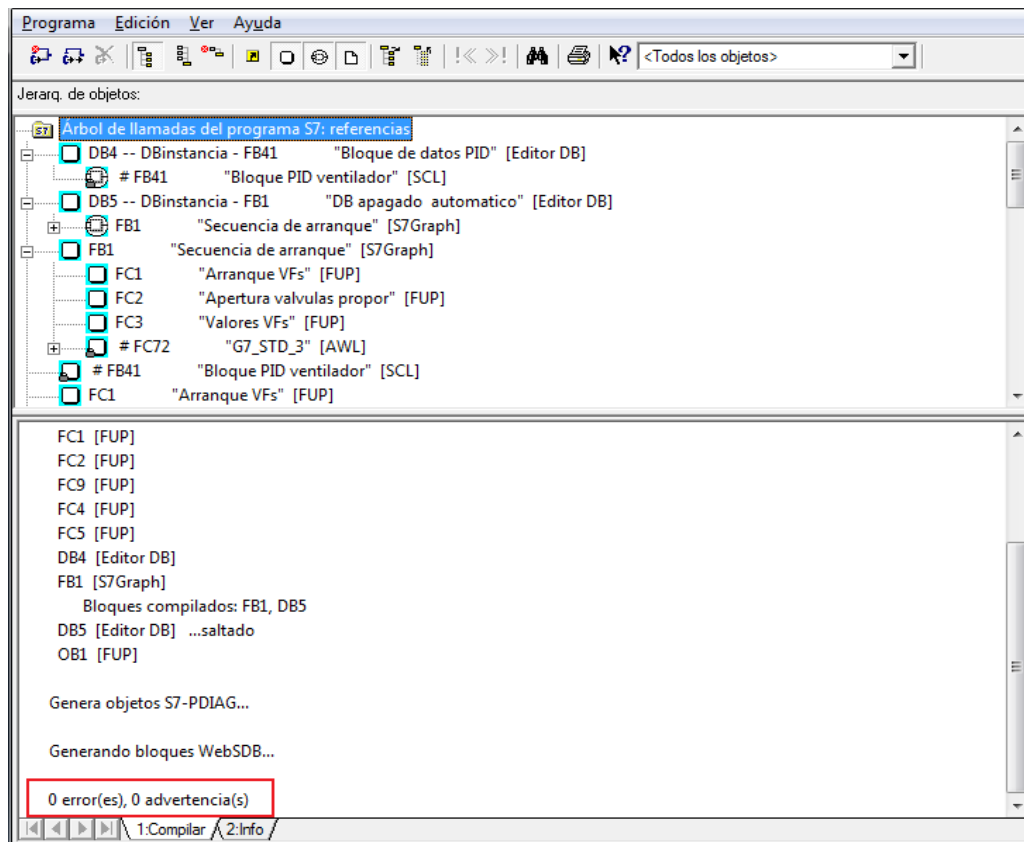 Programa Edición Ver Ayuda
<Todos los objetos>
Jerarq. de objetos:
S7 Árbol de llamadas del programa S7: referencias
DB4 -- DBinstancia - FB41 "Bloque de datos PID" [Editor DB]
# FB41 "Bloque PID ventilador" [SCL]
DB5 -- DBinstancia - FB1 "DB apagado automatico" [Editor DB]
FB1 "Secuencia de arranque" [S7Graph]
FB1 "Secuencia de arranque" [S7Graph]
FC1 "Arranque VFs" [FUP]
FC2 "Apertura valvulas propor" [FUP]
FC3 "Valores VFs" [FUP]
# FC72 "G7_STD_3" [AWL]
# FB41 "Bloque PID ventilador" [SCL]
FC1 "Arranque VFs" [FUP]
FC1 [FUP]
FC2 [FUP]
FC9 [FUP]
FC4 [FUP]
FC5 [FUP]
DB4 [Editor DB]
FB1 [S7Graph]
Bloques compilados: FB1, DB5
DB5 [Editor DB] ...saltado
OB1 [FUP]
Genera objetos S7-PDIAG...
Generando bloques WebSDB...
0 error(es), 0 advertencia(s)
1:Compilar 2:Info